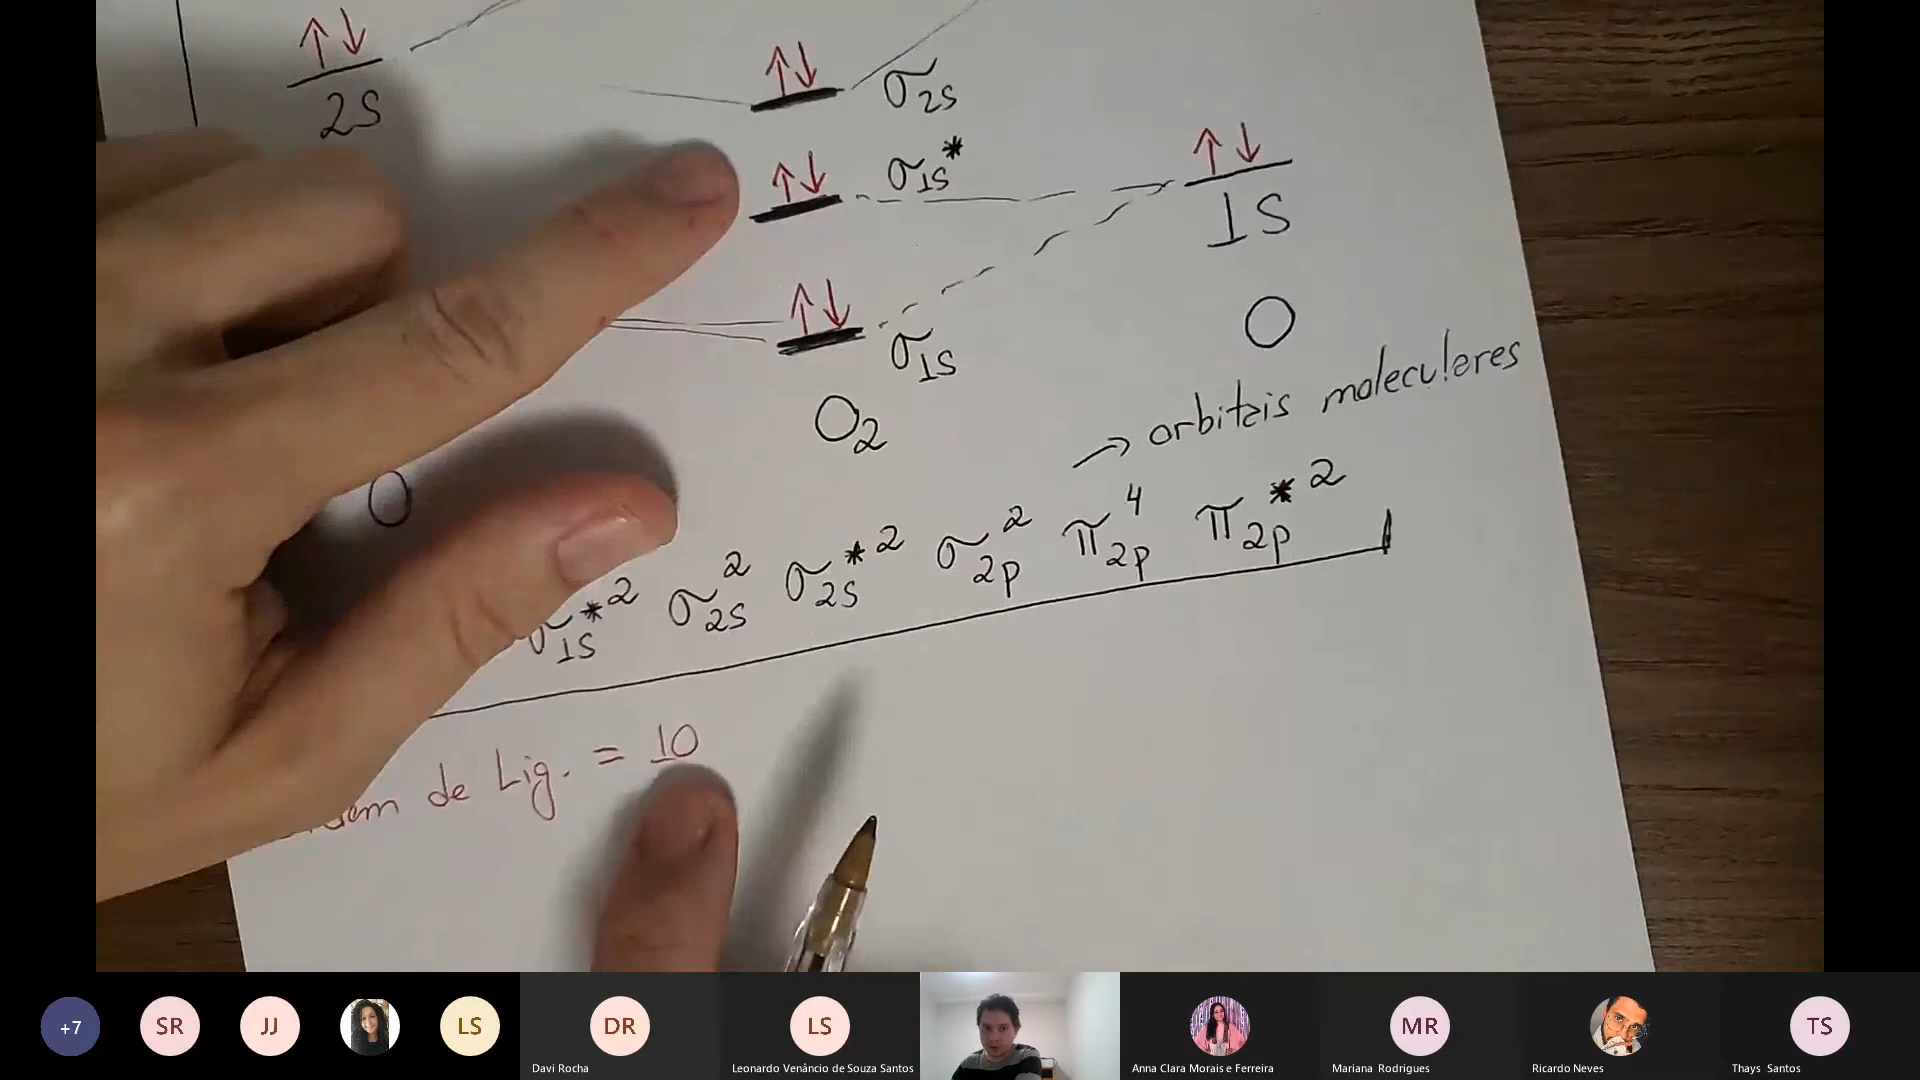 ↑↓
2S
↑↓ σ2s
↑↓ σ1s*
↑↓
1S
↑↓ σ1s
O
O2
→ orbitais moleculares
O
σ1s*² σ2s² σ2s*² σ2p² π2p⁴ π2p*²
de Lig. = 10
+7 SR JJ LS DR LS MR TS
Davi Rocha Leonardo Venâncio de Souza Santos Anna Clara Morais e Ferreira Mariana Rodrigues Ricardo Neves Thays Santos